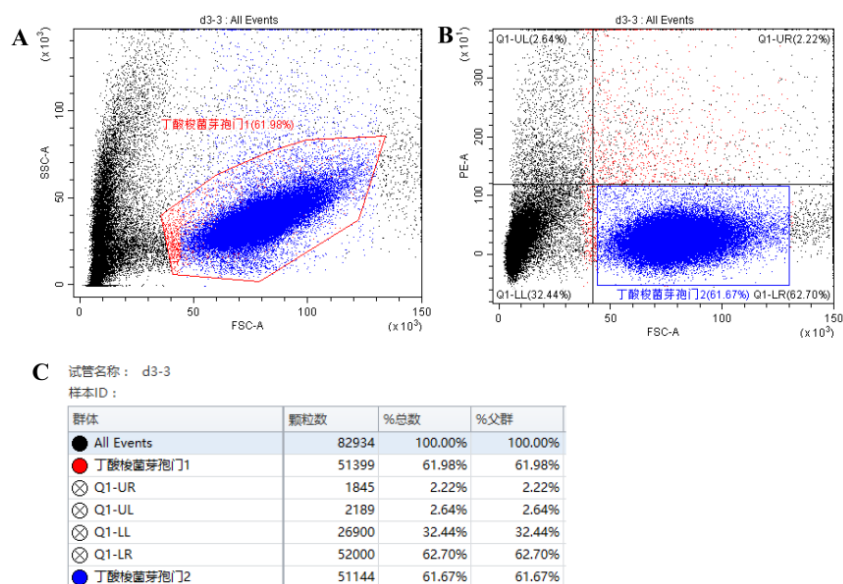 A
d3-3 : All Events
(x 10³)
SSC-A
100
50
0
丁酸梭菌芽孢门1(61.98%)
0
50
100
150
FSC-A
(x 10³)
B
d3-3 : All Events
(x 10¹)
PE-A
300
200
100
0
Q1-UL(2.64%)
Q1-UR(2.22%)
Q1-LL(32.44%)
丁酸梭菌芽孢门2(61.67%)
Q1-LR(62.70%)
0
50
100
150
FSC-A
(x 10³)
C
试管名称： d3-3
样本ID：
群体 颗粒数 %总数 %父群
All Events 82934 100.00% 100.00%
丁酸梭菌芽孢门1 51399 61.98% 61.98%
Q1-UR 1845 2.22% 2.22%
Q1-UL 2189 2.64% 2.64%
Q1-LL 26900 32.44% 32.44%
Q1-LR 52000 62.70% 62.70%
丁酸梭菌芽孢门2 51144 61.67% 61.67%